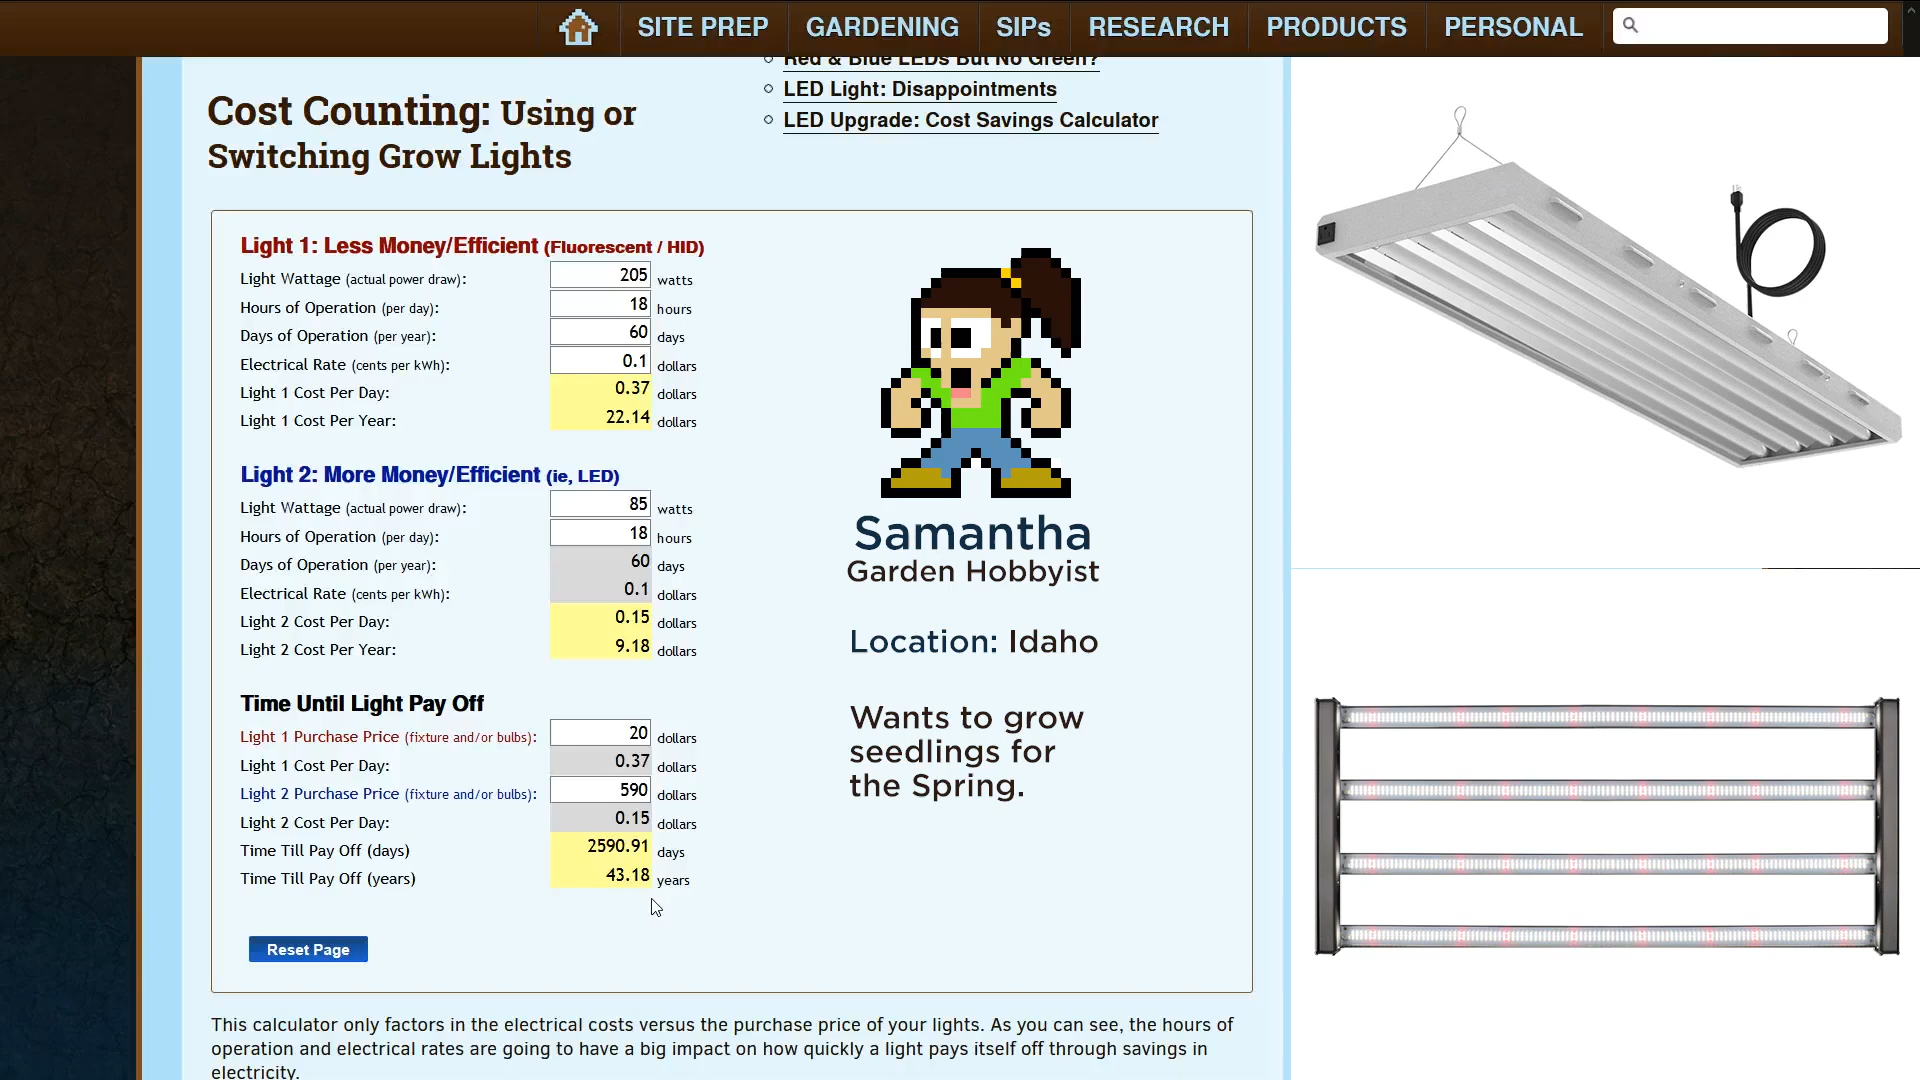 SITE PREP GARDENING SIPs RESEARCH PRODUCTS PERSONAL
Red & Blue LEDs But No Green?
LED Light: Disappointments
LED Upgrade: Cost Savings Calculator
Cost Counting: Using or
Switching Grow Lights
Light 1: Less Money/Efficient (Fluorescent / HID)
Light Wattage (actual power draw): 205 watts
Hours of Operation (per day): 18 hours
Days of Operation (per year): 60 days
Electrical Rate (cents per kWh): 0.1 dollars
Light 1 Cost Per Day: 0.37 dollars
Light 1 Cost Per Year: 22.14 dollars
Light 2: More Money/Efficient (ie, LED)
Light Wattage (actual power draw): 85 watts
Hours of Operation (per day): 18 hours
Days of Operation (per year): 60 days
Electrical Rate (cents per kWh): 0.1 dollars
Light 2 Cost Per Day: 0.15 dollars
Light 2 Cost Per Year: 9.18 dollars
Time Until Light Pay Off
Light 1 Purchase Price (fixture and/or bulbs): 20 dollars
Light 1 Cost Per Day: 0.37 dollars
Light 2 Purchase Price (fixture and/or bulbs): 590 dollars
Light 2 Cost Per Day: 0.15 dollars
Time Till Pay Off (days) 2590.91 days
Time Till Pay Off (years) 43.18 years
Reset Page
Samantha
Garden Hobbyist
Location: Idaho
Wants to grow
seedlings for
the Spring.
This calculator only factors in the electrical costs versus the purchase price of your lights. As you can see, the hours of
operation and electrical rates are going to have a big impact on how quickly a light pays itself off through savings in
electricity.